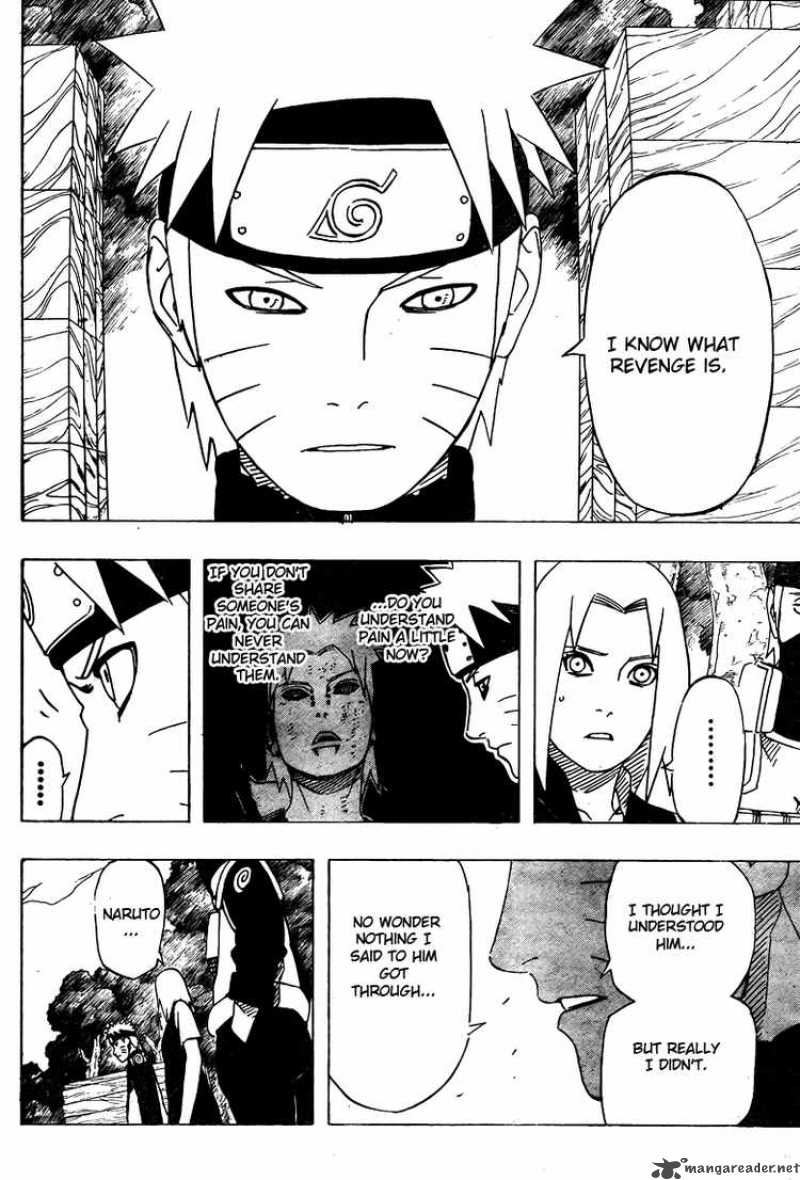 I KNOW WHAT
REVENGE IS.
........
...DO YOU
UNDERSTAND
PAIN A LITTLE
NOW?
IF YOU DON'T
SHARE
SOMEONE'S
PAIN, YOU CAN
NEVER
UNDERSTAND
THEM.
......
I THOUGHT I
UNDERSTOOD
HIM...
BUT REALLY
I DIDN'T.
NO WONDER
NOTHING I
SAID TO HIM
GOT
THROUGH...
NARUTO
...
mangareader.net